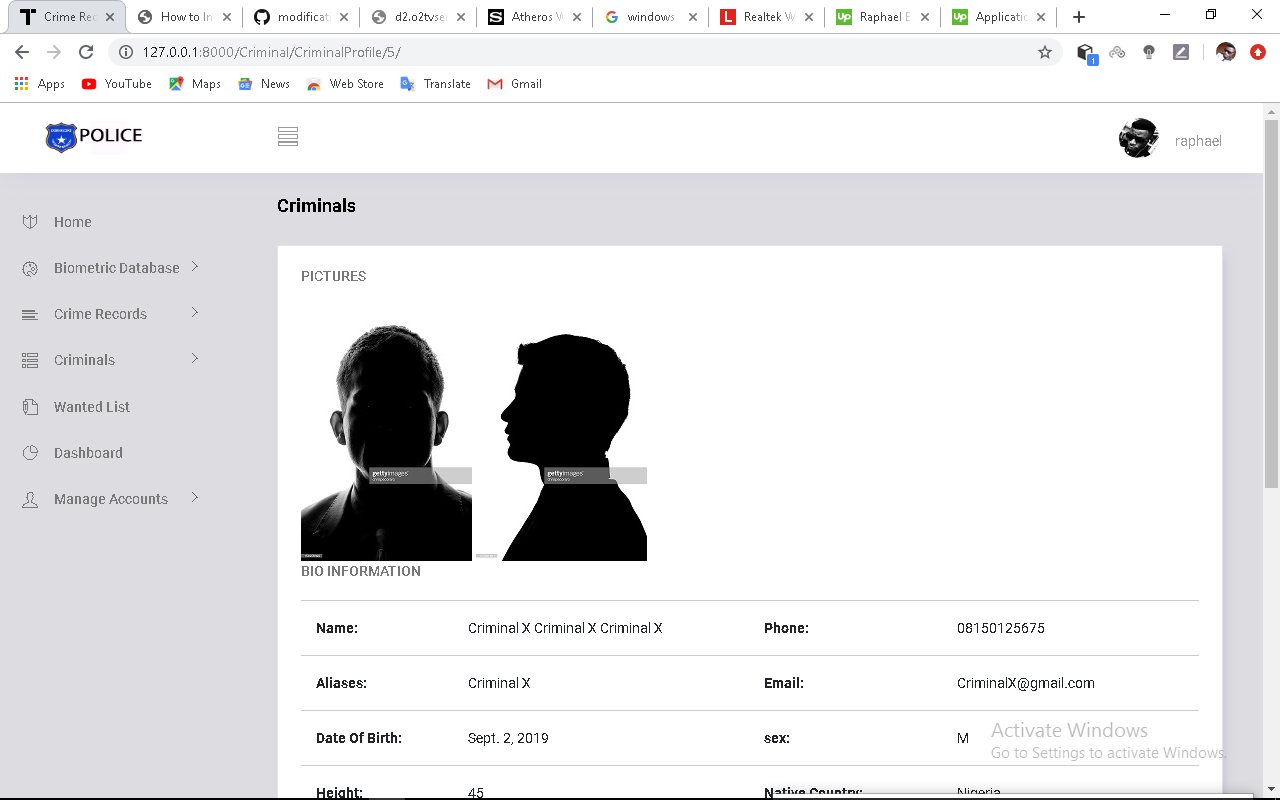 Crime Rec How to In modificat d2.o2tvse Atheros W windows Realtek W Raphael E Applicatio
127.0.0.1:8000/Criminal/CriminalProfile/5/
1
Apps YouTube Maps News Web Store Translate Gmail
POLICE raphael
Criminals
Home
Biometric Database
Crime Records
Criminals
Wanted List
Dashboard
Manage Accounts
PICTURES
gettyimages gettyimages
BIO INFORMATION
Name: Criminal X Criminal X Criminal X Phone: 08150125675
Aliases: Criminal X Email: CriminalX@gmail.com
Date Of Birth: Sept. 2, 2019 sex: M
Activate Windows
Go to Settings to activate Windows.
Height: 45 Native Country: Nigeria